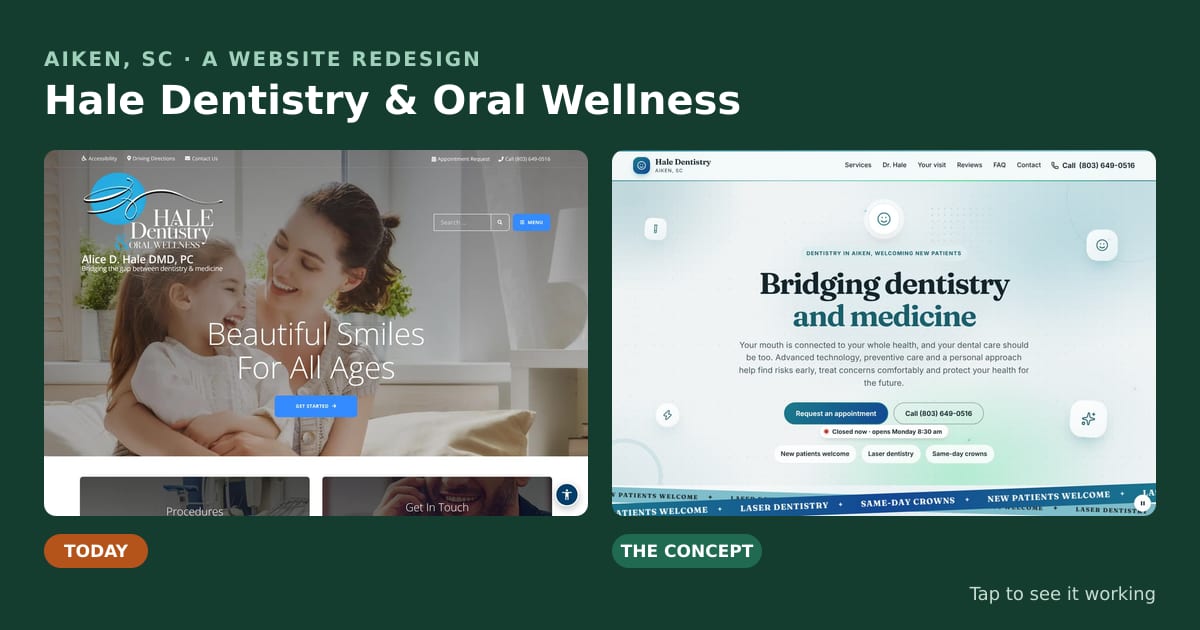 AIKEN, SC · A WEBSITE REDESIGN
Hale Dentistry & Oral Wellness
Accessibility
Driving Directions
Contact Us
Appointment Request
Call (803) 649-0516
HALE
Dentistry
& ORAL WELLNESS
Alice D. Hale DMD, PC
Bridging the gap between dentistry & medicine
Search ...
MENU
Beautiful Smiles
For All Ages
GET STARTED
Procedures
Get In Touch
TODAY
Hale Dentistry
AIKEN, SC
Services
Dr. Hale
Your visit
Reviews
FAQ
Contact
Call (803) 649-0516
DENTISTRY IN AIKEN, WELCOMING NEW PATIENTS
Bridging dentistry
and medicine
Your mouth is connected to your whole health, and your dental care should
be too. Advanced technology, preventive care and a personal approach
help find risks early, treat concerns comfortably and protect your health for
the future.
Request an appointment
Call (803) 649-0516
Closed now · opens Monday 8:30 am
New patients welcome
Laser dentistry
Same-day crowns
PATIENTS WELCOME
LASER DENTISTRY
ATIENTS WELCOME
LASER DENTISTRY
SAME-DAY CROWNS
NEW PATIENTS WELCOME
THE CONCEPT
Tap to see it working